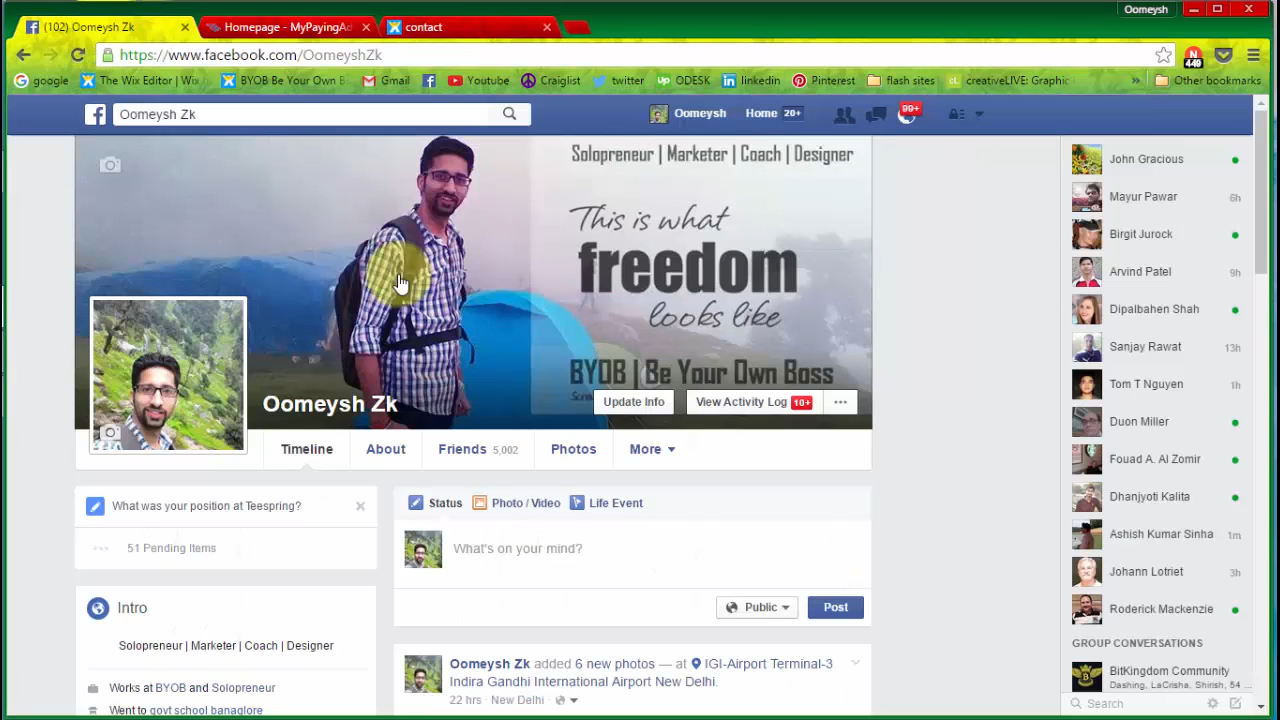 Oomeysh
(102) Oomeysh Zk
Homepage - MyPayingAd
contact
https://www.facebook.com/OomeyshZk
N
449
google
The Wix Editor | Wix
BYOB Be Your Own B
Gmail
Youtube
Craiglist
twitter
ODESK
linkedin
Pinterest
flash sites
creativeLIVE: Graphic
Other bookmarks
Oomeysh Zk
Oomeysh
Home 20+
99+
Solopreneur | Marketer | Coach | Designer
This is what
freedom
looks like
BYOB | Be Your Own Boss
Oomeysh Zk
Update Info
View Activity Log 10+
Timeline
About
Friends 5,002
Photos
More
What was your position at Teespring?
51 Pending Items
Intro
Solopreneur | Marketer | Coach | Designer
Works at BYOB and Solopreneur
Went to govt school banaglore
Status
Photo / Video
Life Event
What's on your mind?
Public
Post
Oomeysh Zk added 6 new photos — at IGI-Airport Terminal-3
Indira Gandhi International Airport New Delhi.
22 hrs · New Delhi ·
John Gracious
Mayur Pawar 6h
Birgit Jurock
Arvind Patel 9h
Dipalbahen Shah
Sanjay Rawat 13h
Tom T Nguyen 1h
Duon Miller
Fouad A. Al Zomir
Dhanjyoti Kalita
Ashish Kumar Sinha 1m
Johann Lotriet 3h
Roderick Mackenzie
GROUP CONVERSATIONS
BitKingdom Community
Dashing, LaCrisha, Shirish, 54 ...
Search